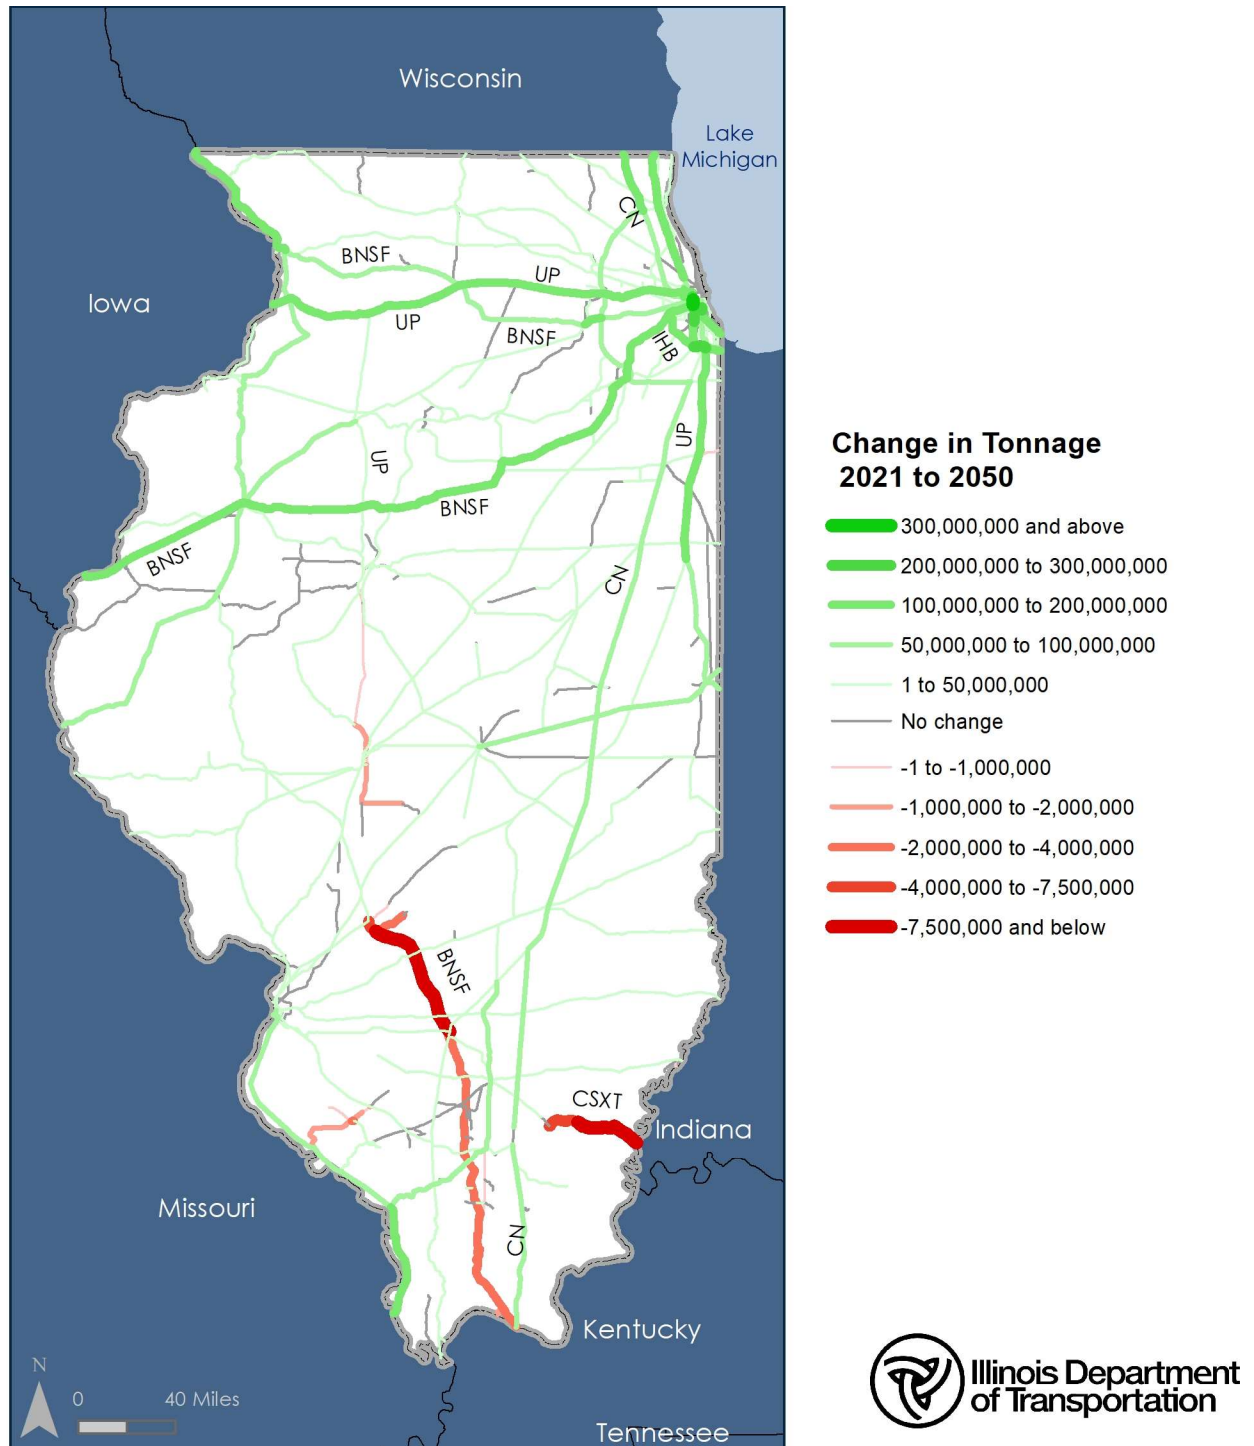 Wisconsin
Lake
Michigan
CN
BNSF
UP
Iowa
UP
BNSF
IHB
UP
UP
BNSF
BNSF
CN
BNSF
CSXT
Indiana
Missouri
CN
Kentucky
N
0 40 Miles
Tennessee
Change in Tonnage
2021 to 2050
300,000,000 and above
200,000,000 to 300,000,000
100,000,000 to 200,000,000
50,000,000 to 100,000,000
1 to 50,000,000
No change
-1 to -1,000,000
-1,000,000 to -2,000,000
-2,000,000 to -4,000,000
-4,000,000 to -7,500,000
-7,500,000 and below
Illinois Department
of Transportation